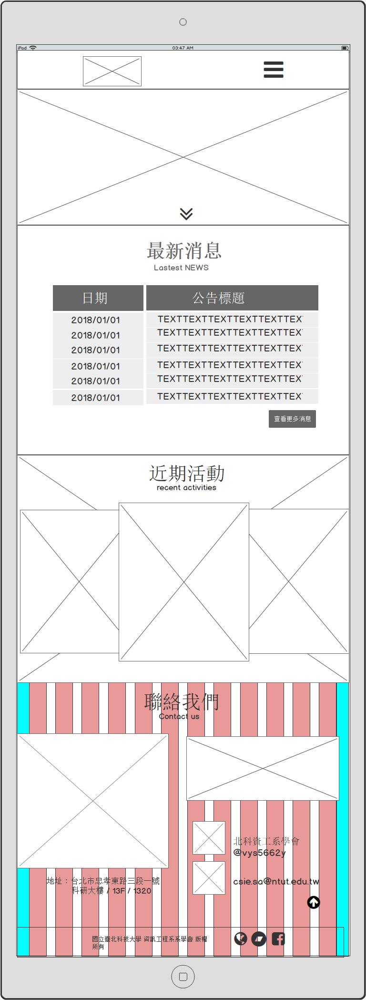 iPad 03:47 AM
最新消息
Lastest NEWS
日期 公告標題
2018/01/01 TEXTTEXTTEXTTEXTTEXTTEX
2018/01/01 TEXTTEXTTEXTTEXTTEXTTEX
2018/01/01 TEXTTEXTTEXTTEXTTEXTTEX
2018/01/01 TEXTTEXTTEXTTEXTTEXTTEX
2018/01/01 TEXTTEXTTEXTTEXTTEXTTEX
2018/01/01 TEXTTEXTTEXTTEXTTEXTTEX
查看更多消息
近期活動
recent activities
聯絡我們
Contact us
北科資工系學會
@vys5662y
地址：台北市忠孝東路三段一號
科研大樓 / 13F / 1320
csie.sa@ntut.edu.tw
國立臺北科技大學 資訊工程系系學會 版權
所有